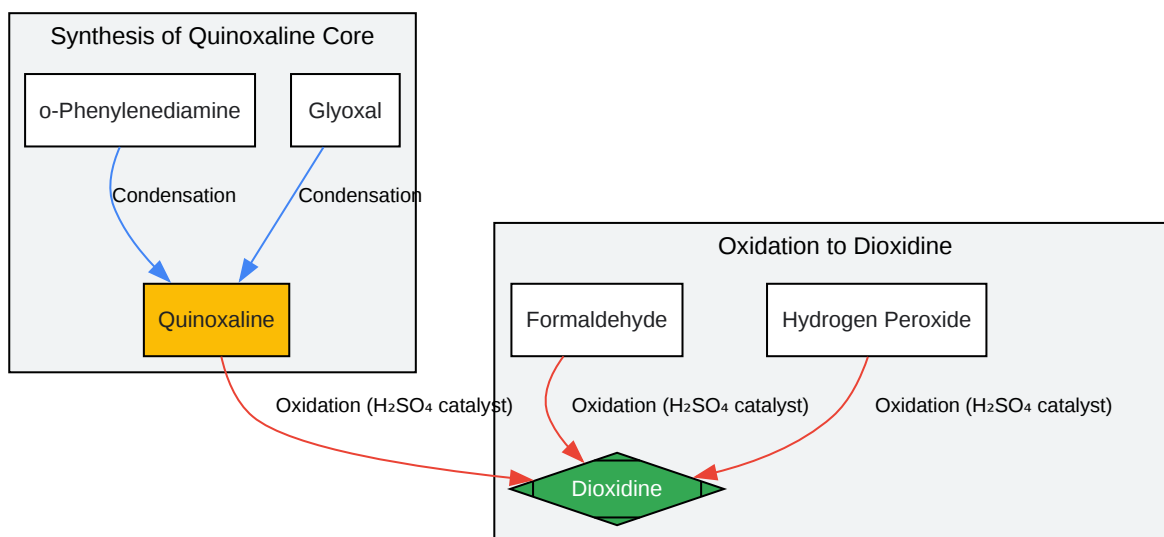 Synthesis of Quinoxaline Core
o-Phenylenediamine
Glyoxal
Condensation
Condensation
Quinoxaline
Oxidation to Dioxidine
Formaldehyde
Hydrogen Peroxide
Oxidation (H₂SO₄ catalyst)
Oxidation (H₂SO₄ catalyst)
Oxidation (H₂SO₄ catalyst)
Dioxidine